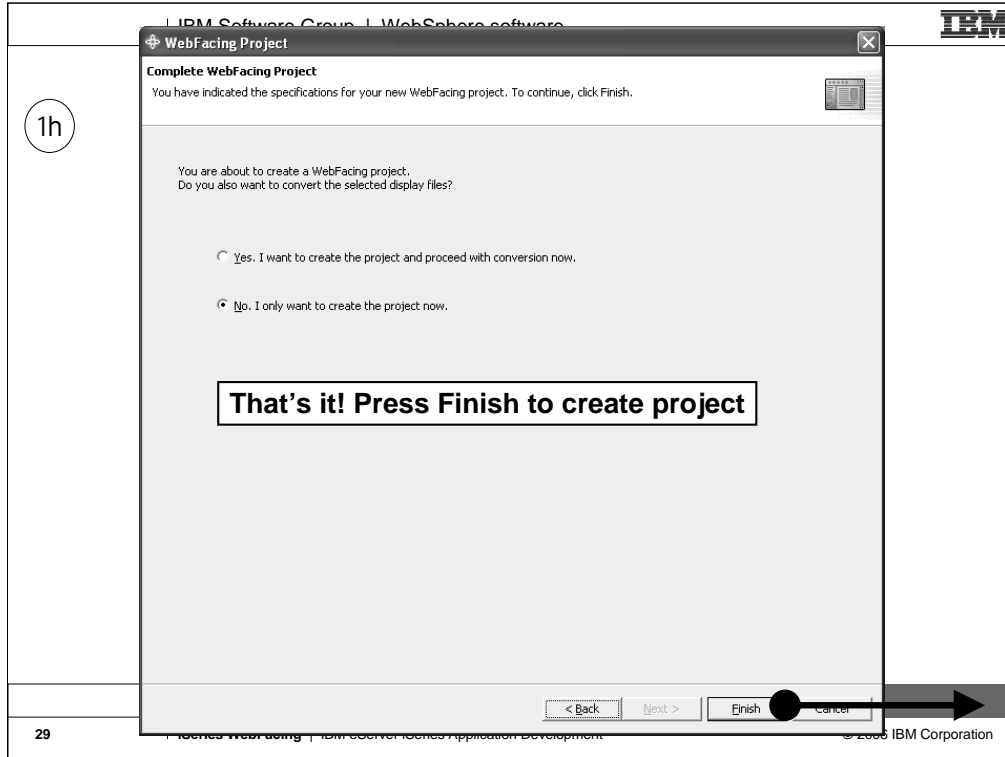 IBM Software Group | WebSphere software
IBM
WebFacing Project
Complete WebFacing Project
You have indicated the specifications for your new WebFacing project. To continue, click Finish.
1h
You are about to create a WebFacing project.
Do you also want to convert the selected display files?
Yes. I want to create the project and proceed with conversion now.
No. I only want to create the project now.
That's it! Press Finish to create project
< Back
Next >
Finish
Cancel
29
iSeries WebFacing | IBM eServer iSeries Application Development
© 2006 IBM Corporation